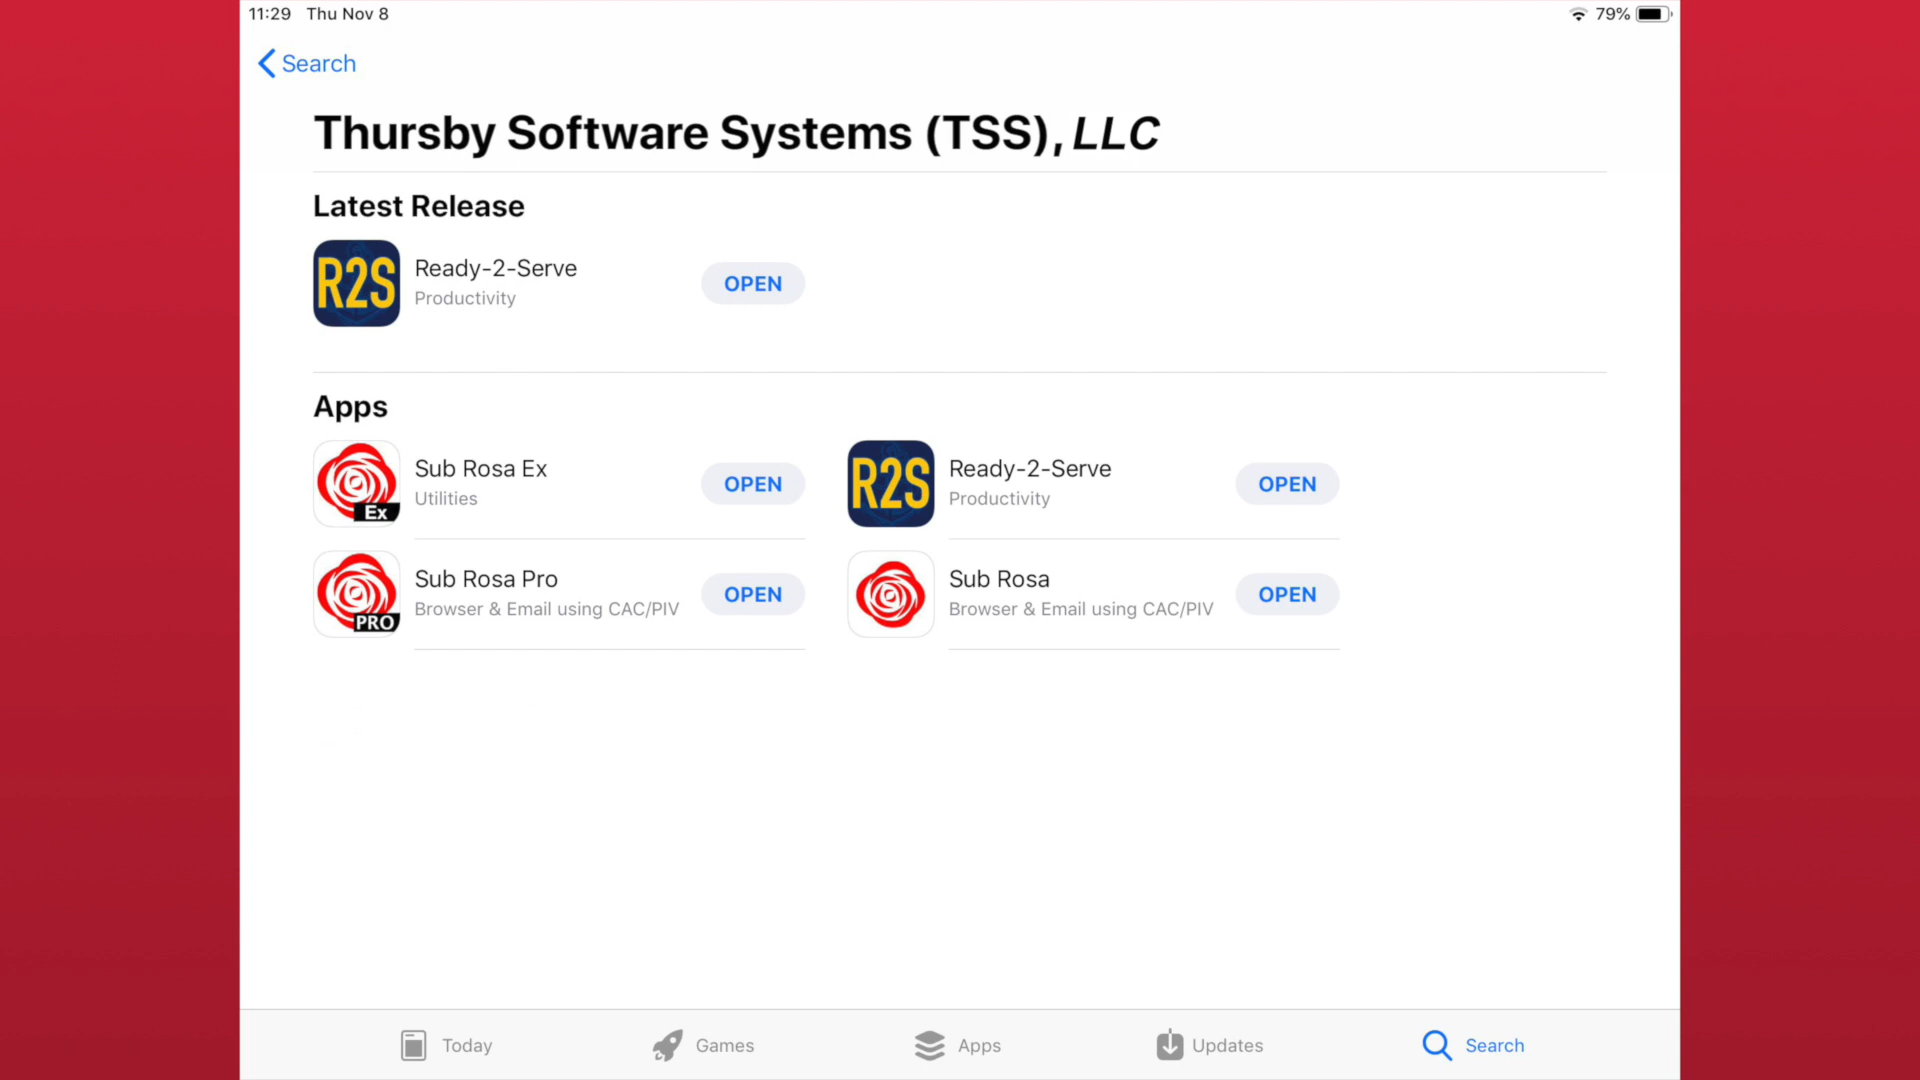 11:29 Thu Nov 8 79%
Search
Thursby Software Systems (TSS), LLC
Latest Release
R2S
Ready-2-Serve
Productivity
OPEN
Apps
Ex
Sub Rosa Ex
Utilities
OPEN
R2S
Ready-2-Serve
Productivity
OPEN
PRO
Sub Rosa Pro
Browser & Email using CAC/PIV
OPEN
Sub Rosa
Browser & Email using CAC/PIV
OPEN
Today Games Apps Updates Search